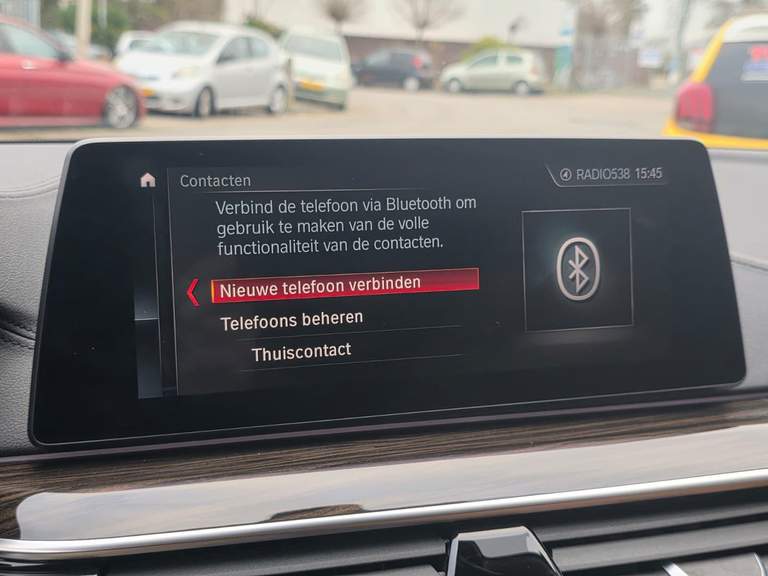 Contacten
RADIO538 15:45
Verbind de telefoon via Bluetooth om
gebruik te maken van de volle
functionaliteit van de contacten.
Nieuwe telefoon verbinden
Telefoons beheren
Thuiscontact